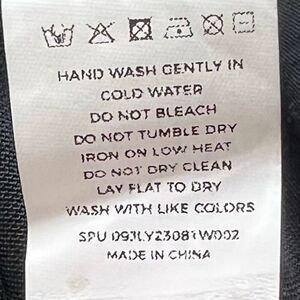 HAND WASH GENTLY IN
COLD WATER
DO NOT BLEACH
DO NOT TUMBLE DRY
IRON ON LOW HEAT
DO NOT DRY CLEAN
LAY FLAT TO DRY
WASH WITH LIKE COLORS
SPU 09JLY23081W002
MADE IN CHINA